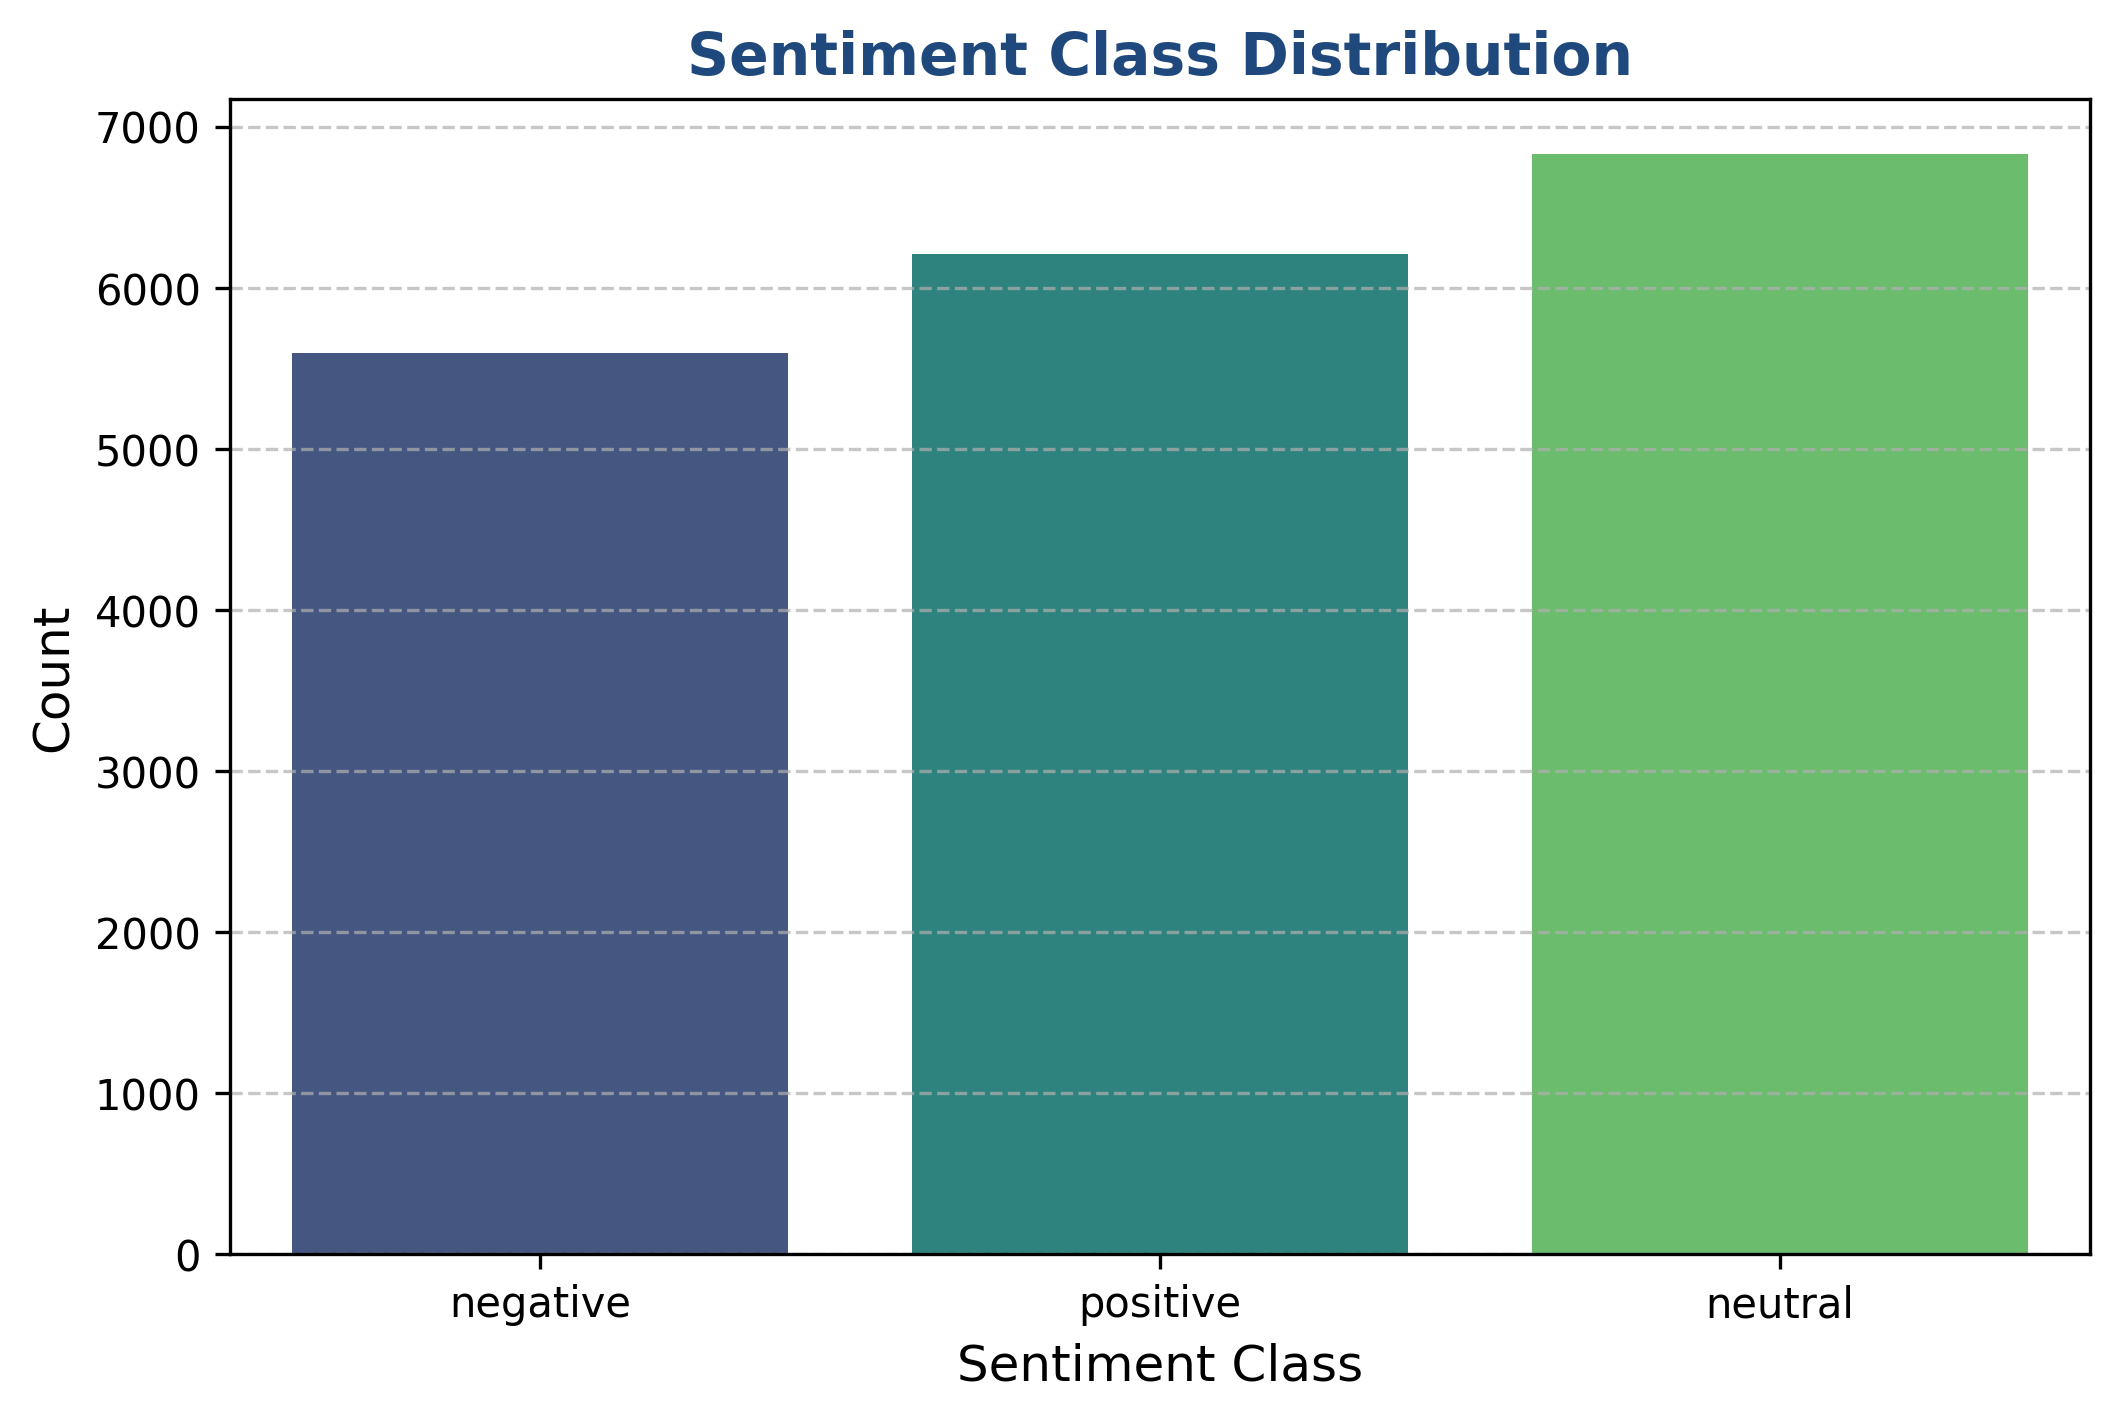 Sentiment Class Distribution
7000
6000
5000
4000
3000
2000
1000
0
Count
negative positive neutral
Sentiment Class